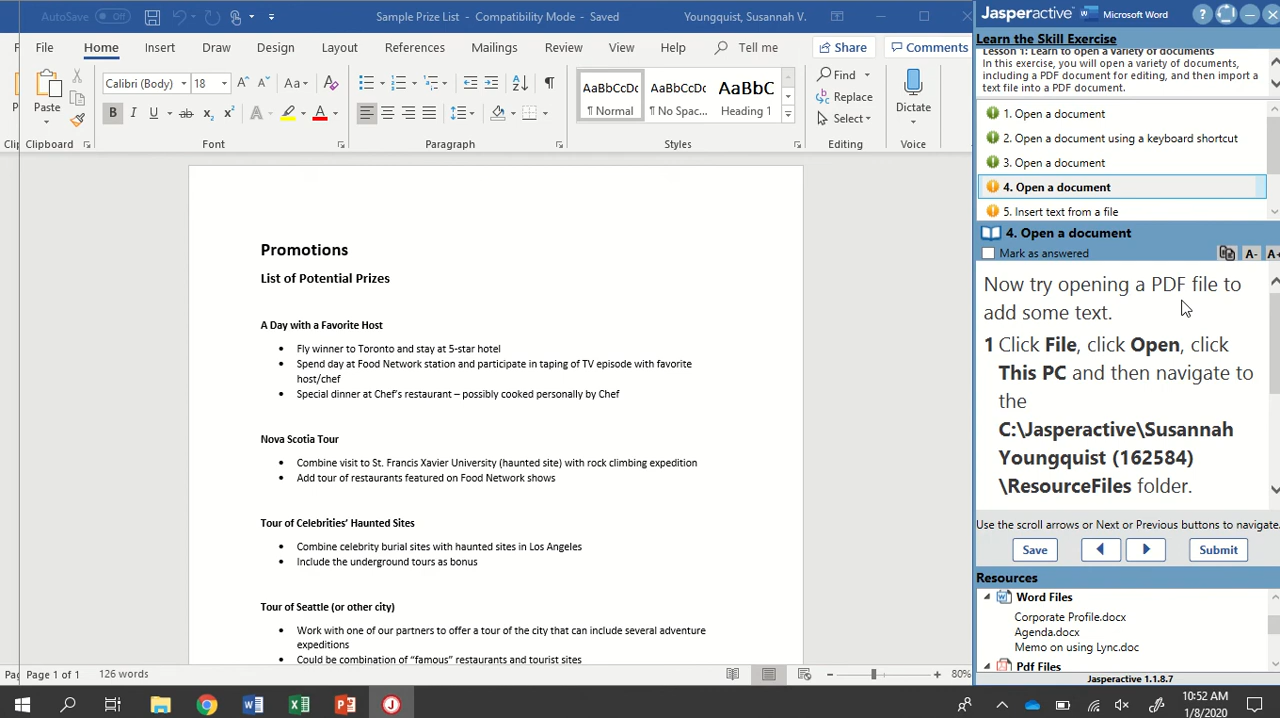 AutoSave Off
Sample Prize List - Compatibility Mode - Saved
Youngquist, Susannah V.
File Home Insert Draw Design Layout References Mailings Review View Help Tell me Share Comments
Paste
Calibri (Body) 18
Aa
B I U ab x₂ x²
A A A
AaBbCcDc AaBbCcDc AaBbC
¶ Normal ¶ No Spac... Heading 1
Find
Replace
Select
Dictate
Clip Clipboard Font Paragraph Styles Editing Voice
Promotions
List of Potential Prizes
A Day with a Favorite Host
• Fly winner to Toronto and stay at 5-star hotel
• Spend day at Food Network station and participate in taping of TV episode with favorite
host/chef
• Special dinner at Chef's restaurant – possibly cooked personally by Chef
Nova Scotia Tour
• Combine visit to St. Francis Xavier University (haunted site) with rock climbing expedition
• Add tour of restaurants featured on Food Network shows
Tour of Celebrities' Haunted Sites
• Combine celebrity burial sites with haunted sites in Los Angeles
• Include the underground tours as bonus
Tour of Seattle (or other city)
• Work with one of our partners to offer a tour of the city that can include several adventure
expeditions
• Could be combination of "famous" restaurants and tourist sites
Pag Page 1 of 1 126 words
80%
Jasperactive Microsoft Word
Learn the Skill Exercise
Lesson 1: Learn to open a variety of documents
In this exercise, you will open a variety of documents,
including a PDF document for editing, and then import a
text file into a PDF document.
1. Open a document
2. Open a document using a keyboard shortcut
3. Open a document
4. Open a document
5. Insert text from a file
4. Open a document
Mark as answered
A- A+
Now try opening a PDF file to
add some text.
1 Click File, click Open, click
This PC and then navigate to
the
C:\Jasperactive\Susannah
Youngquist (162584)
\ResourceFiles folder.
Use the scroll arrows or Next or Previous buttons to navigate.
Save Submit
Resources
Word Files
Corporate Profile.docx
Agenda.docx
Memo on using Lync.doc
Pdf Files
Jasperactive 1.1.8.7
10:52 AM
1/8/2020